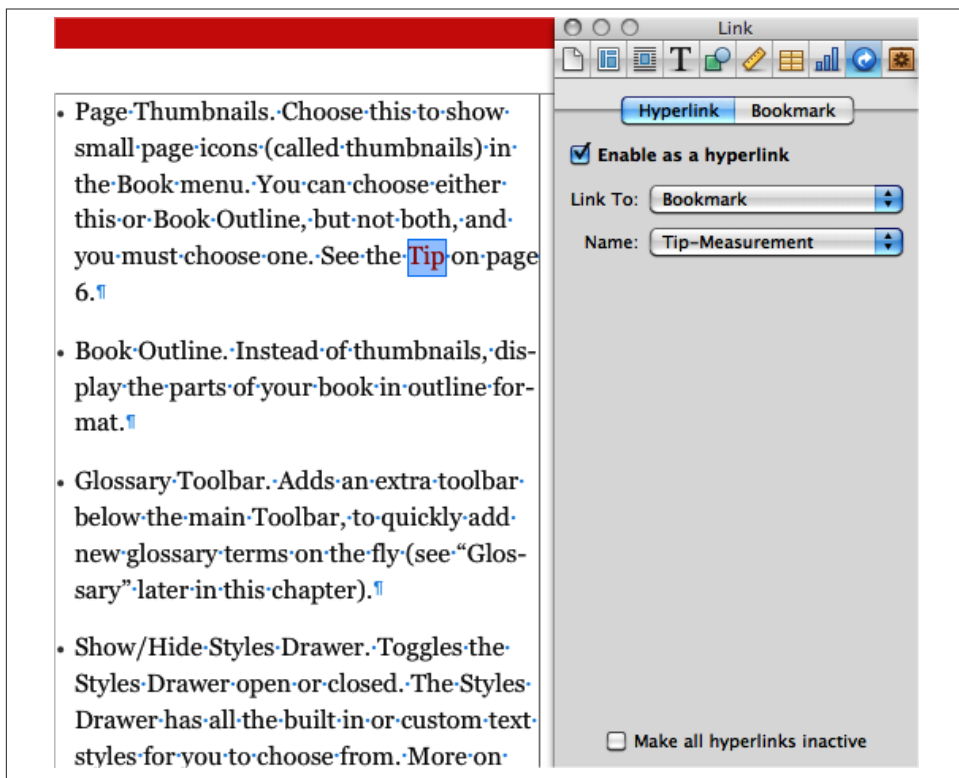 • Page Thumbnails. Choose this to show
small page icons (called thumbnails) in
the Book menu. You can choose either
this or Book Outline, but not both, and
you must choose one. See the Tip on page
6.¶
• Book Outline. Instead of thumbnails, dis-
play the parts of your book in outline for-
mat.¶
• Glossary Toolbar. Adds an extra toolbar
below the main Toolbar, to quickly add
new glossary terms on the fly (see “Glos-
sary” later in this chapter).¶
• Show/Hide Styles Drawer. Toggles the
Styles Drawer open or closed. The Styles
Drawer has all the built in or custom text
styles for you to choose from. More on
Link
T
Hyperlink Bookmark
Enable as a hyperlink
Link To: Bookmark
Name: Tip-Measurement
Make all hyperlinks inactive